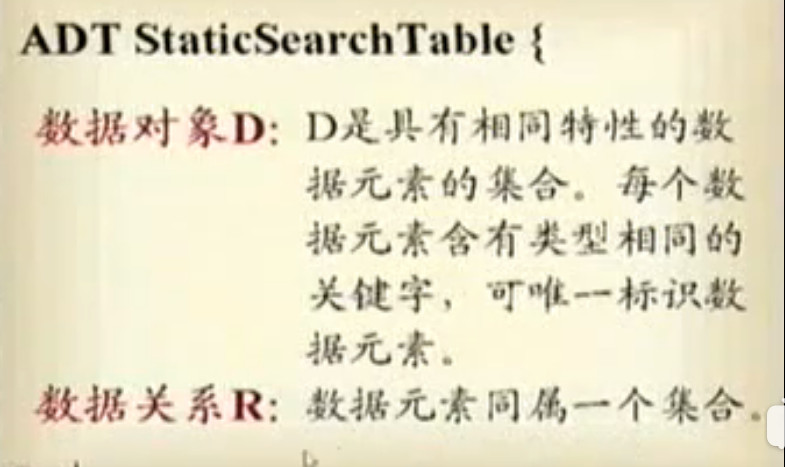 ADT StaticSearchTable {
数据对象D: D是具有相同特性的数
据元素的集合。每个数
据元素含有类型相同的
关键字，可唯一标识数
据元素。
数据关系R: 数据元素同属一个集合。